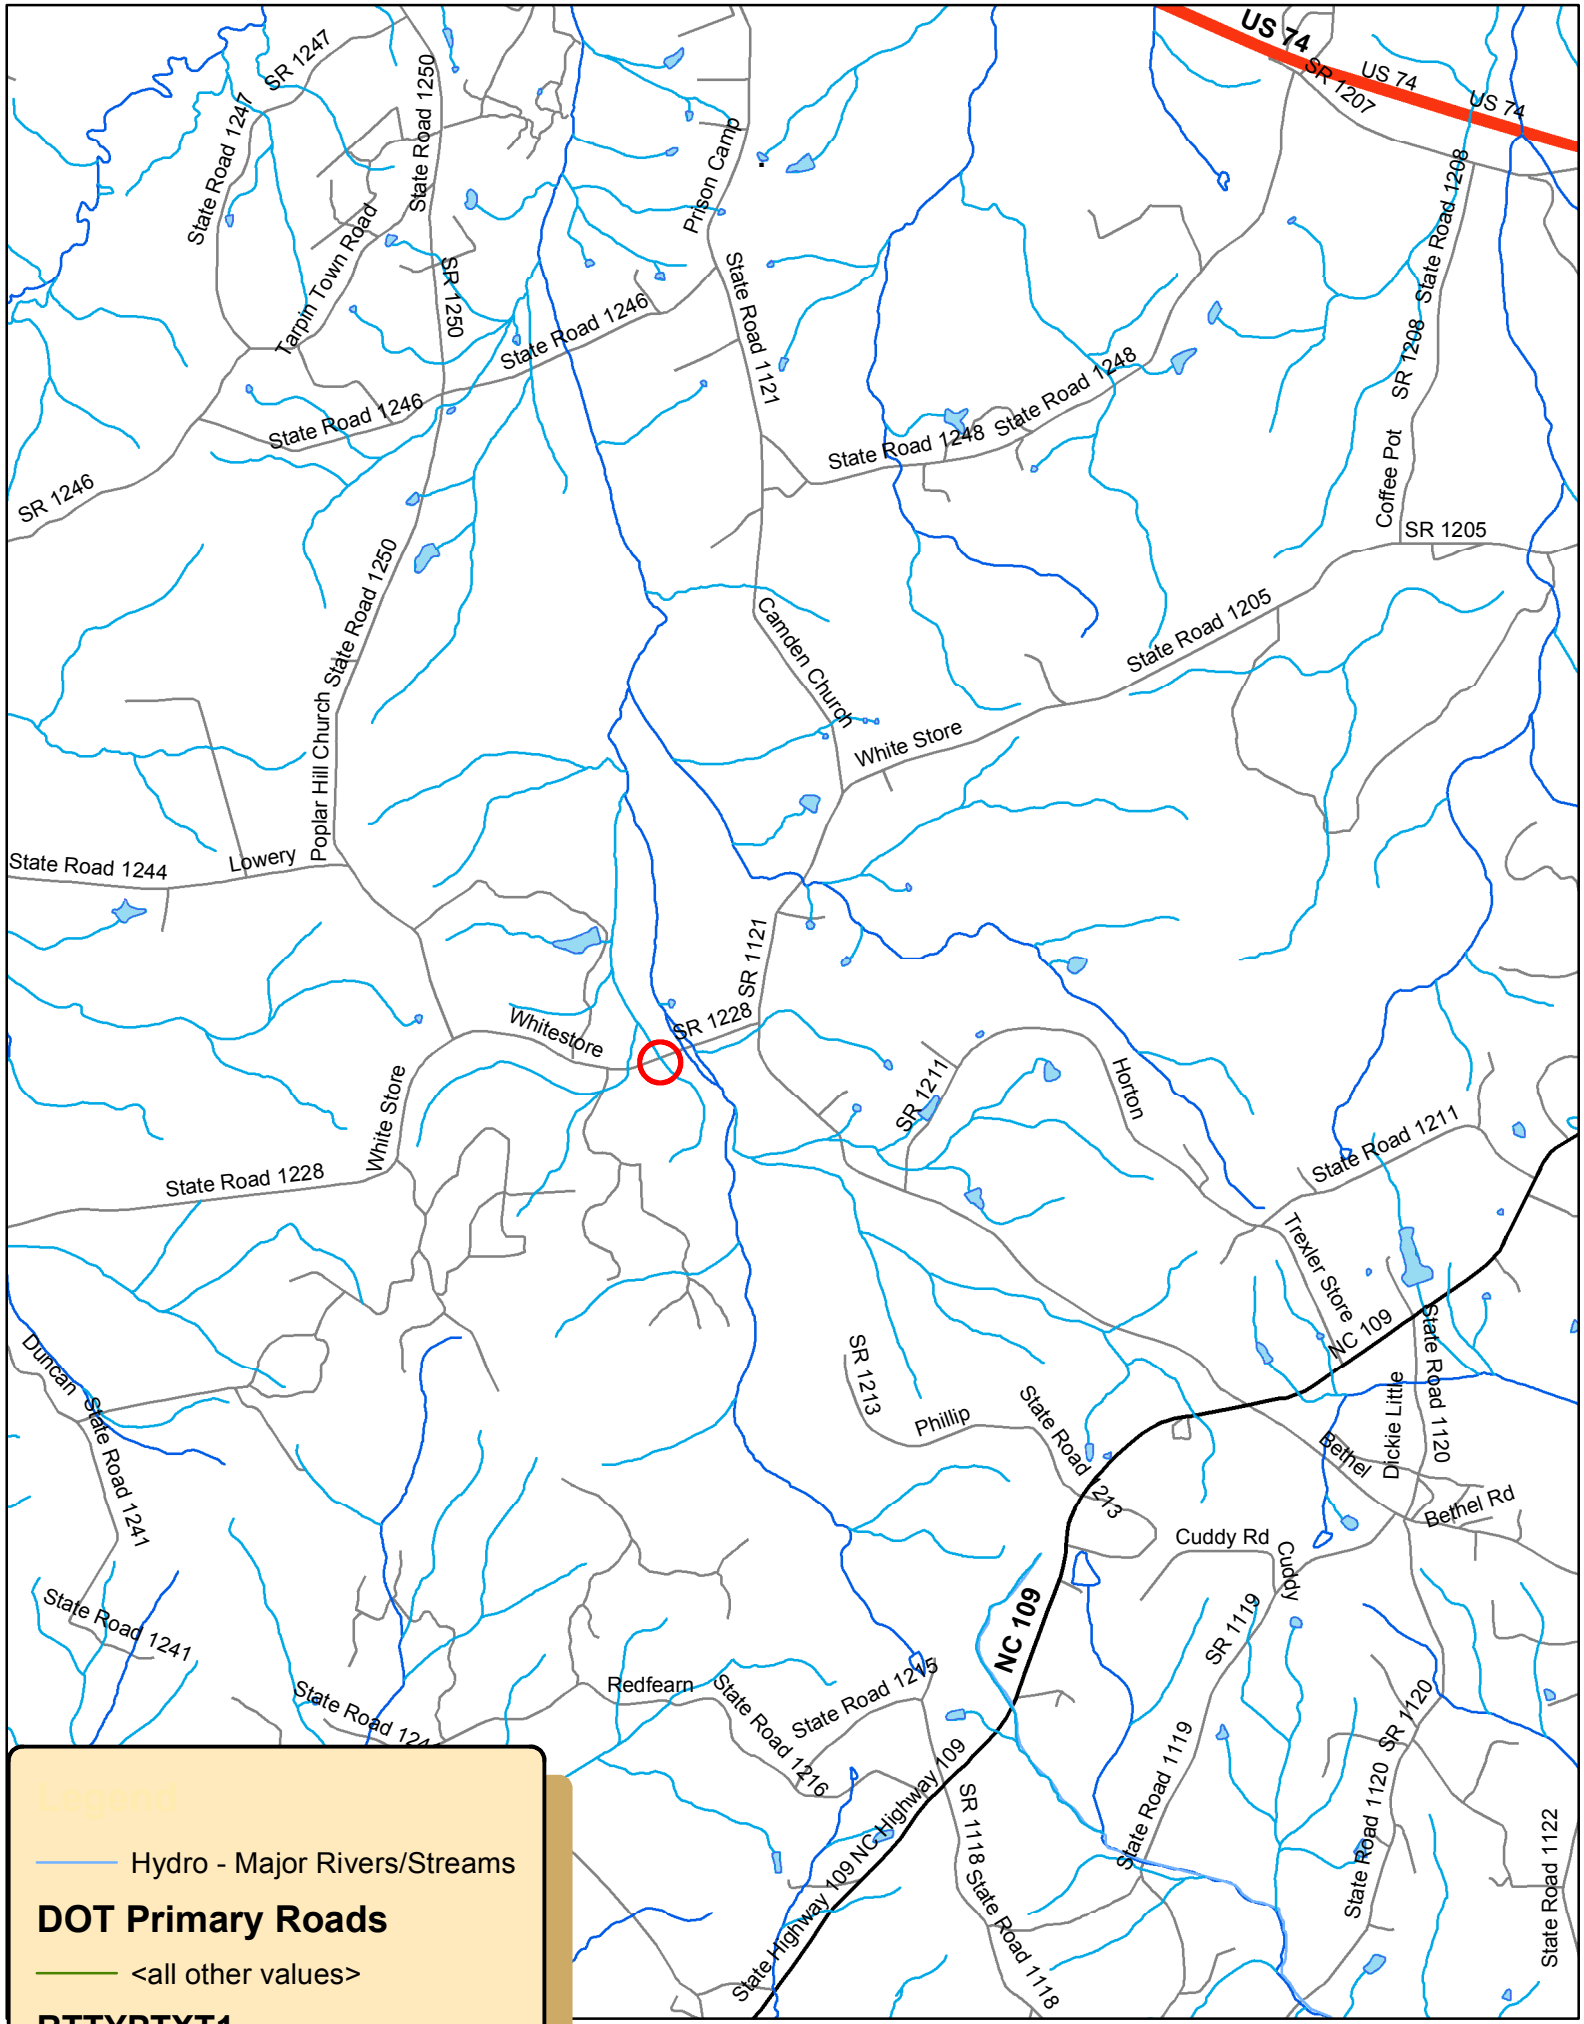 US 74
SR 1247
State Road 1250
US 74
SR 1207
US 74
State Road 1247
Prison Camp
State Road 1208
Tarpin Town Road
SR 1250
State Road 1121
State Road 1246
SR 1208
State Road 1248
State Road 1246
State Road 1248
Coffee Pot
SR 1246
SR 1205
State Road 1250
Camden Church
State Road 1205
Poplar Hill Church
White Store
State Road 1244
Lowery
SR 1121
Whitestore
SR 1228
White Store
SR 1211
Horton
State Road 1211
State Road 1228
Trexler Store
NC 109
State Road 1120
Duncan
SR 1213
Phillip
State Road 1213
Dickie Little
Bethel
State Road 1241
Bethel Rd
Cuddy Rd
Cuddy
State Road 1241
NC 109
SR 1119
Redfearn
State Road 1215
State Road 1216
State Road 124
SR 1120
State Road 1119
State Road 1120
State Road 1122
NC Highway 109
State Highway 109
SR 1118
State Road 1118
Legend
Hydro - Major Rivers/Streams
DOT Primary Roads
<all other values>
RTTYPTXT1